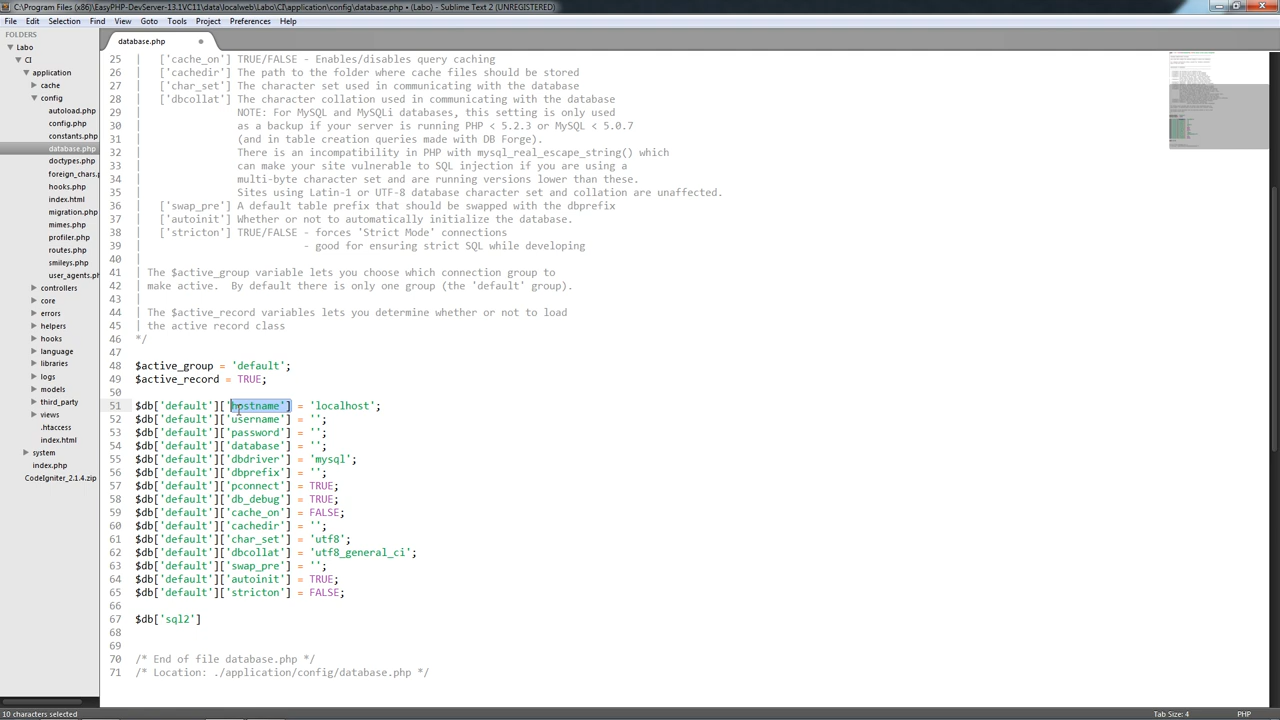 C:\Program Files (x86)\EasyPHP-DevServer-13.1VC11\data\localweb\Labo\CI\application\config\database.php • (Labo) - Sublime Text 2 (UNREGISTERED)
File Edit Selection Find View Goto Tools Project Preferences Help
FOLDERS
Labo
CI
application
cache
config
autoload.php
config.php
constants.php
database.php
doctypes.php
foreign_chars.p
hooks.php
index.html
migration.php
mimes.php
profiler.php
routes.php
smileys.php
user_agents.ph
controllers
core
errors
helpers
hooks
language
libraries
logs
models
third_party
views
.htaccess
index.html
system
index.php
CodeIgniter_2.1.4.zip
database.php
25 | ['cache_on'] TRUE/FALSE - Enables/disables query caching
26 | ['cachedir'] The path to the folder where cache files should be stored
27 | ['char_set'] The character set used in communicating with the database
28 | ['dbcollat'] The character collation used in communicating with the database
29 | NOTE: For MySQL and MySQLi databases, this setting is only used
30 | as a backup if your server is running PHP < 5.2.3 or MySQL < 5.0.7
31 | (and in table creation queries made with DB Forge).
32 | There is an incompatibility in PHP with mysql_real_escape_string() which
33 | can make your site vulnerable to SQL injection if you are using a
34 | multi-byte character set and are running versions lower than these.
35 | Sites using Latin-1 or UTF-8 database character set and collation are unaffected.
36 | ['swap_pre'] A default table prefix that should be swapped with the dbprefix
37 | ['autoinit'] Whether or not to automatically initialize the database.
38 | ['stricton'] TRUE/FALSE - forces 'Strict Mode' connections
39 | - good for ensuring strict SQL while developing
40 |
41 | The $active_group variable lets you choose which connection group to
42 | make active. By default there is only one group (the 'default' group).
43 |
44 | The $active_record variables lets you determine whether or not to load
45 | the active record class
46 */
47
48 $active_group = 'default';
49 $active_record = TRUE;
50
51 $db['default']['hostname'] = 'localhost';
52 $db['default']['username'] = '';
53 $db['default']['password'] = '';
54 $db['default']['database'] = '';
55 $db['default']['dbdriver'] = 'mysql';
56 $db['default']['dbprefix'] = '';
57 $db['default']['pconnect'] = TRUE;
58 $db['default']['db_debug'] = TRUE;
59 $db['default']['cache_on'] = FALSE;
60 $db['default']['cachedir'] = '';
61 $db['default']['char_set'] = 'utf8';
62 $db['default']['dbcollat'] = 'utf8_general_ci';
63 $db['default']['swap_pre'] = '';
64 $db['default']['autoinit'] = TRUE;
65 $db['default']['stricton'] = FALSE;
66
67 $db['sql2']
68
69
70 /* End of file database.php */
71 /* Location: ./application/config/database.php */
10 characters selected
Tab Size: 4
PHP